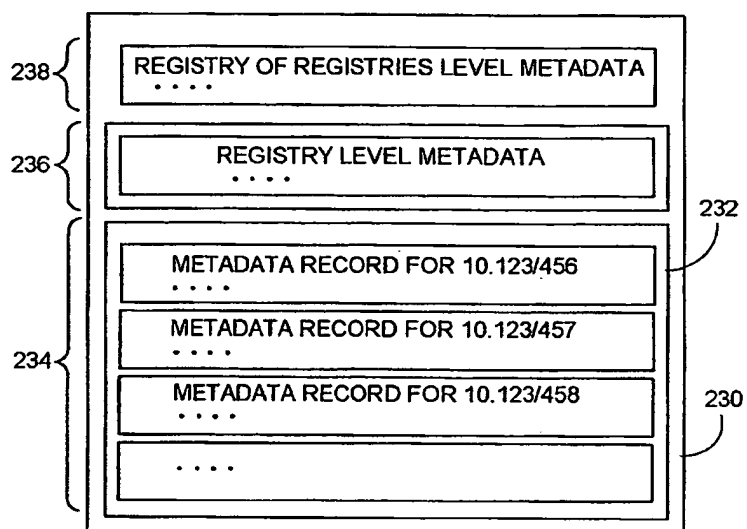 238
REGISTRY OF REGISTRIES LEVEL METADATA
. . . .
236
REGISTRY LEVEL METADATA
. . . .
232
METADATA RECORD FOR 10.123/456
. . . .
METADATA RECORD FOR 10.123/457
. . . .
234
METADATA RECORD FOR 10.123/458
. . . .
230
. . . .